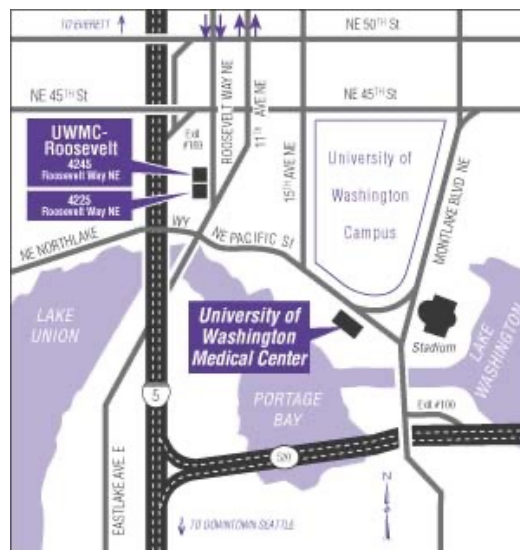 TO EVERETT
NE 50TH St
NE 45TH St
NE 45TH St
Exit
#169
ROOSEVELT WAY NE
11TH AVE NE
15TH AVE NE
UWMC-
Roosevelt
4245
Roosevelt Way NE
4225
Roosevelt Way NE
University of
Washington
Campus
MONTLAKE BLVD NE
NE NORTHLAKE WY
NE PACIFIC St
LAKE
UNION
University of
Washington
Medical Center
Stadium
LAKE
WASHINGTON
5
PORTAGE
BAY
Exit #100
520
EASTLAKE AVE. E
N
TO DOWNTOWN SEATTLE